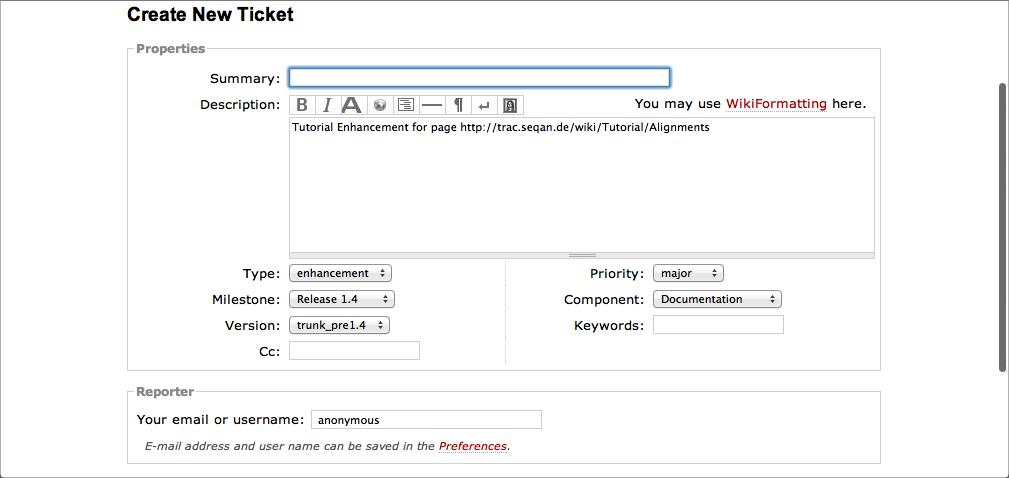 Create New Ticket
Properties
Summary:
Description: B I A ¶ You may use WikiFormatting here.
Tutorial Enhancement for page http://trac.seqan.de/wiki/Tutorial/Alignments
Type: enhancement Priority: major
Milestone: Release 1.4 Component: Documentation
Version: trunk_pre1.4 Keywords:
Cc:
Reporter
Your email or username: anonymous
E-mail address and user name can be saved in the Preferences.